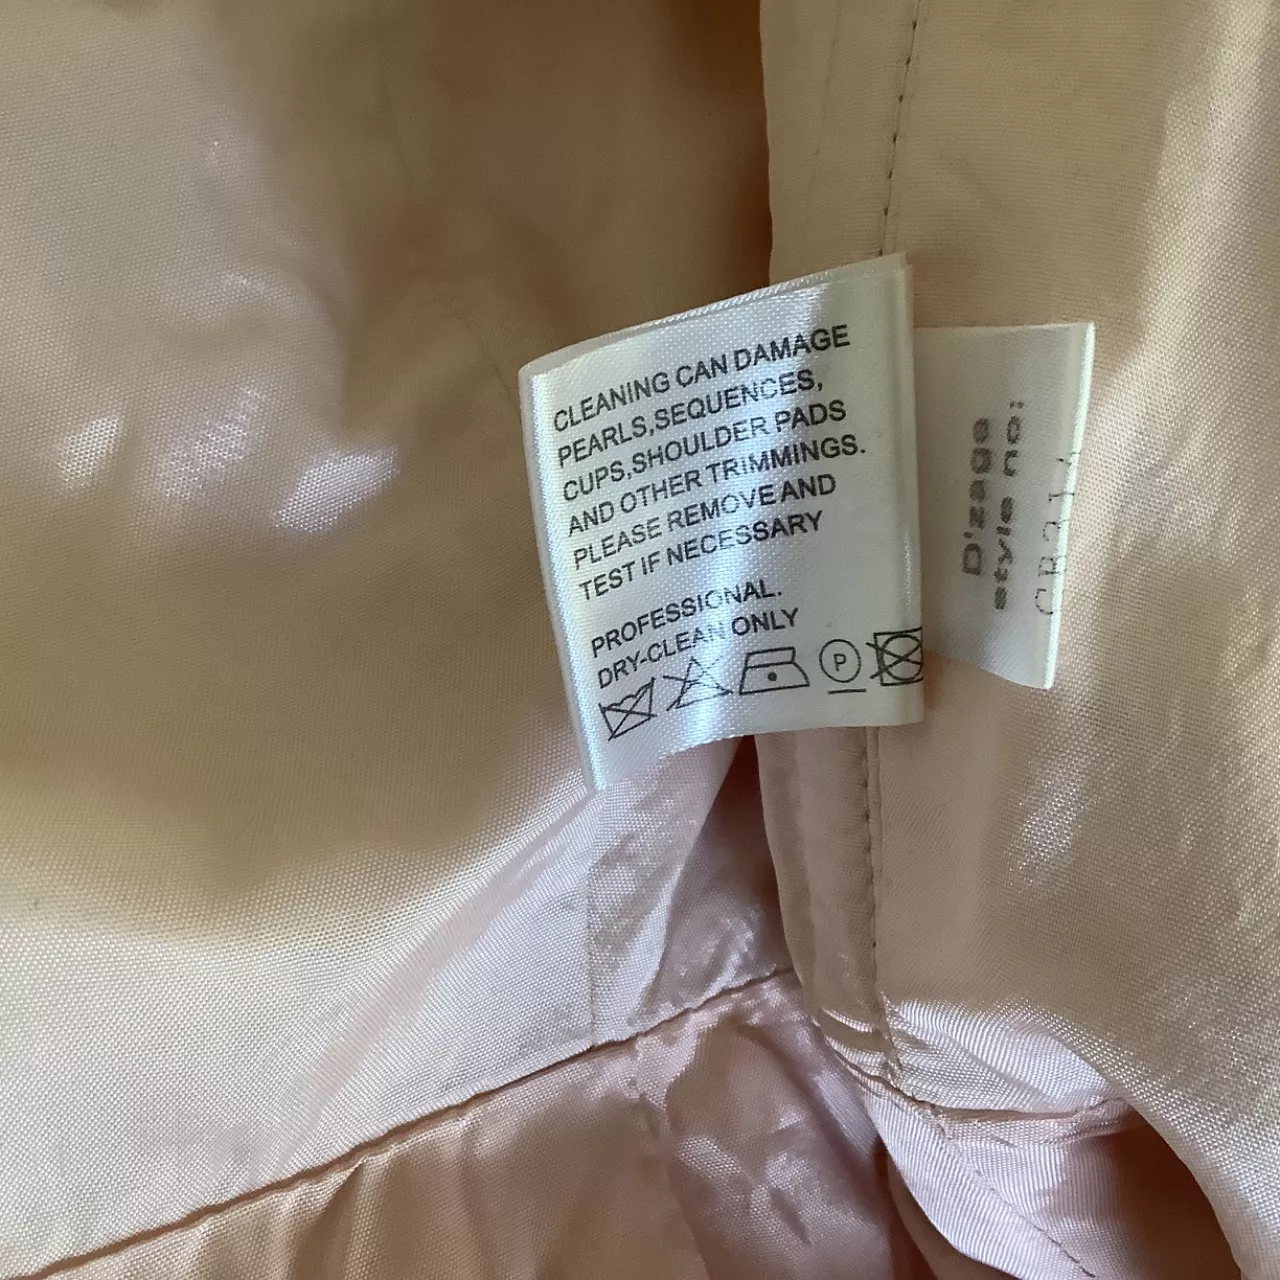 CLEANING CAN DAMAGE
PEARLS,SEQUENCES,
CUPS,SHOULDER PADS
AND OTHER TRIMMINGS.
PLEASE REMOVE AND
TEST IF NECESSARY
PROFESSIONAL.
DRY-CLEAN ONLY
P
style no: